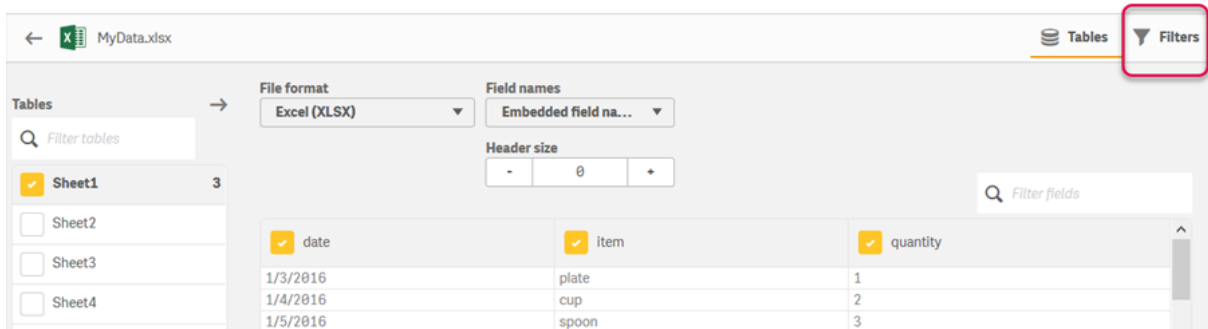 MyData.xlsx
Tables
Filters
Tables
Filter tables
Sheet1 3
Sheet2
Sheet3
Sheet4
File format
Excel (XLSX)
Field names
Embedded field na...
Header size
- 0 +
Filter fields
date item quantity
1/3/2016 plate 1
1/4/2016 cup 2
1/5/2016 spoon 3